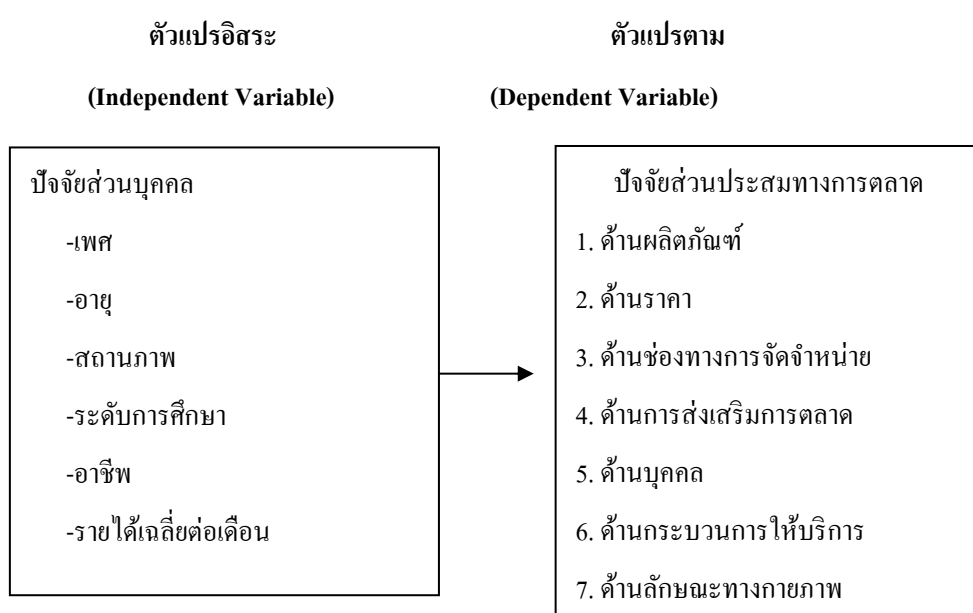 ตัวแปรอิสระ
(Independent Variable)
ตัวแปรตาม
(Dependent Variable)
ปัจจัยส่วนบุคคล
-เพศ
-อายุ
-สถานภาพ
-ระดับการศึกษา
-อาชีพ
-รายได้เฉลี่ยต่อเดือน
ปัจจัยส่วนประสมทางการตลาด
1. ด้านผลิตภัณฑ์
2. ด้านราคา
3. ด้านช่องทางการจัดจำหน่าย
4. ด้านการส่งเสริมการตลาด
5. ด้านบุคคล
6. ด้านกระบวนการให้บริการ
7. ด้านลักษณะทางกายภาพ